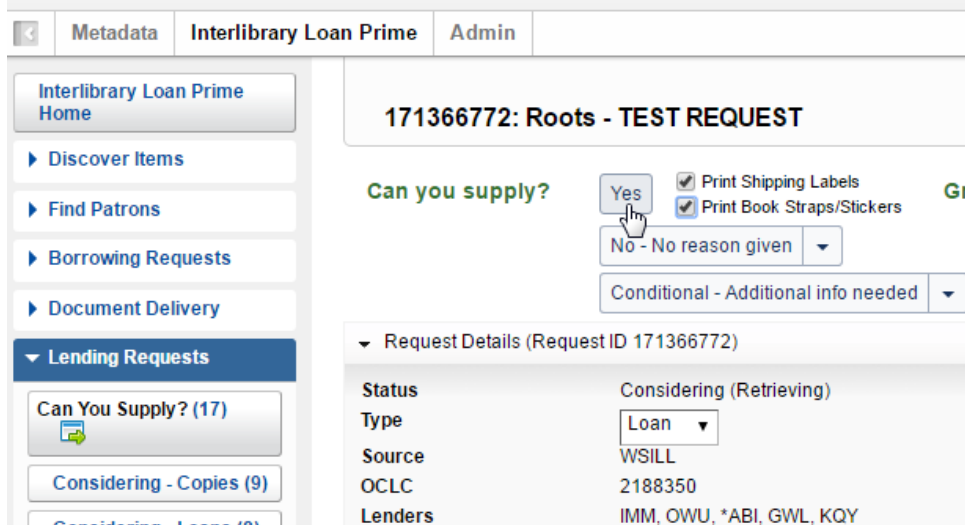 Metadata
Interlibrary Loan Prime
Admin
Interlibrary Loan Prime
Home
Discover Items
Find Patrons
Borrowing Requests
Document Delivery
Lending Requests
Can You Supply? (17)
Considering - Copies (9)
171366772: Roots - TEST REQUEST
Can you supply?
Yes
Print Shipping Labels
Print Book Straps/Stickers
No - No reason given
Conditional - Additional info needed
Request Details (Request ID 171366772)
Status Considering (Retrieving)
Type Loan
Source WSILL
OCLC 2188350
Lenders IMM, OWU, *ABI, GWL, KQY